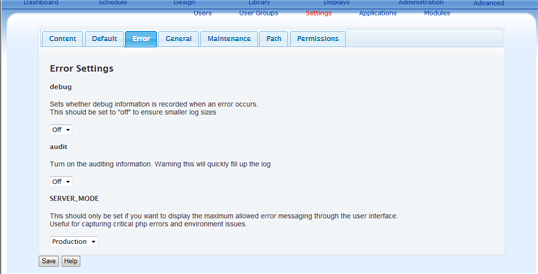 Dashboard Schedule Design Library Displays Administration Advanced
Users User Groups Settings Applications Modules
Content Default Error General Maintenance Path Permissions
Error Settings
debug
Sets whether debug information is recorded when an error occurs.
This should be set to "off" to ensure smaller log sizes
Off
audit
Turn on the auditing information. Warning this will quickly fill up the log
Off
SERVER_MODE
This should only be set if you want to display the maximum allowed error messaging through the user interface.
Useful for capturing critical php errors and environment issues.
Production
Save Help